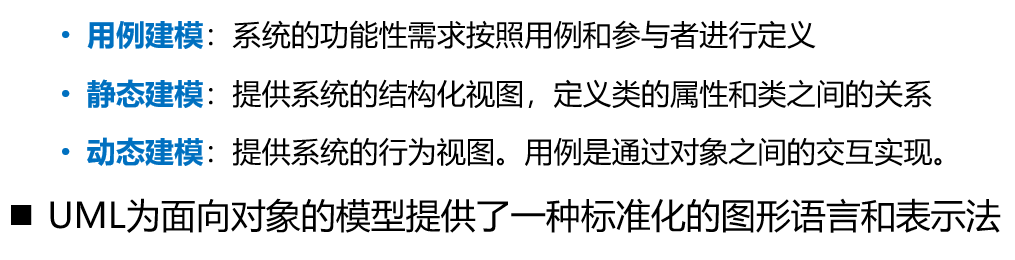 • 用例建模：系统的功能性需求按照用例和参与者进行定义
• 静态建模：提供系统的结构化视图，定义类的属性和类之间的关系
• 动态建模：提供系统的行为视图。用例是通过对象之间的交互实现。
■ UML为面向对象的模型提供了一种标准化的图形语言和表示法